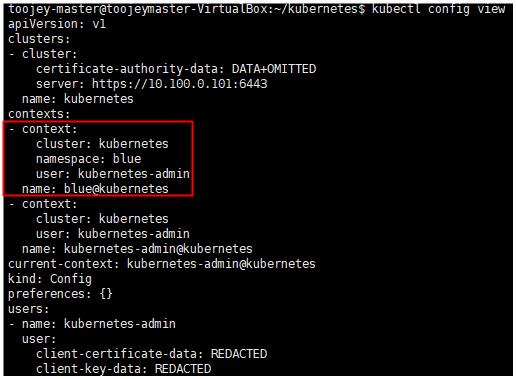 toojey-master@toojeymaster-VirtualBox:~/kubernetes$ kubectl config view
apiVersion: v1
clusters:
- cluster:
    certificate-authority-data: DATA+OMITTED
    server: https://10.100.0.101:6443
  name: kubernetes
contexts:
- context:
    cluster: kubernetes
    namespace: blue
    user: kubernetes-admin
  name: blue@kubernetes
- context:
    cluster: kubernetes
    user: kubernetes-admin
  name: kubernetes-admin@kubernetes
current-context: kubernetes-admin@kubernetes
kind: Config
preferences: {}
users:
- name: kubernetes-admin
  user:
    client-certificate-data: REDACTED
    client-key-data: REDACTED